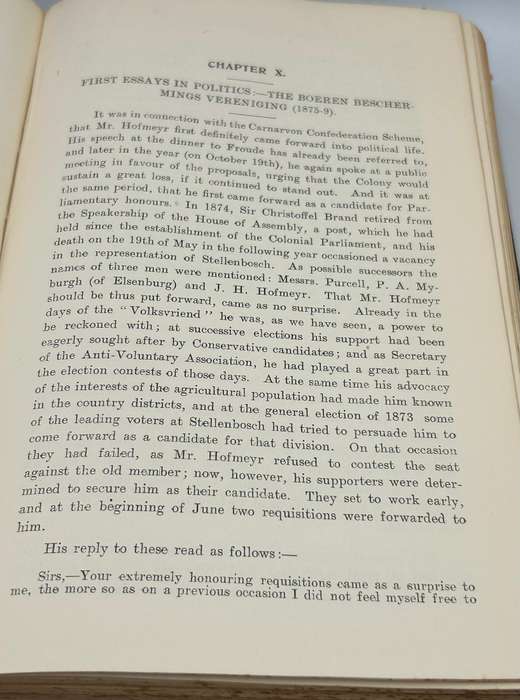 CHAPTER X.
FIRST ESSAYS IN POLITICS:—THE BOEREN BESCHER-
MINGS VEREENIGING (1875-9).
It was in connection with the Carnarvon Confederation Scheme,
that Mr. Hofmeyr first definitely came forward into political life.
His speech at the dinner to Froude has already been referred to,
and later in the year (on October 19th), he again spoke at a public
meeting in favour of the proposals, urging that the Colony would
sustain a great loss, if it continued to stand out. And it was at
the same period, that he first came forward as a candidate for Par-
liamentary honours. In 1874, Sir Christoffel Brand retired from
the Speakership of the House of Assembly, a post, which he had
held since the establishment of the Colonial Parliament, and his
death on the 19th of May in the following year occasioned a vacancy
in the representation of Stellenbosch. As possible successors the
names of three men were mentioned: Messrs. Purcell, P. A. My-
burgh (of Elsenburg) and J. H. Hofmeyr. That Mr. Hofmeyr
should be thus put forward, came as no surprise. Already in the
days of the "Volksvriend" he was, as we have seen, a power to
be reckoned with; at successive elections his support had been
eagerly sought after by Conservative candidates; and as Secretary
of the Anti-Voluntary Association, he had played a great part in
the election contests of those days. At the same time his advocacy
of the interests of the agricultural population had made him known
in the country districts, and at the general election of 1873 some
of the leading voters at Stellenbosch had tried to persuade him to
come forward as a candidate for that division. On that occasion
they had failed, as Mr. Hofmeyr refused to contest the seat
against the old member; now, however, his supporters were deter-
mined to secure him as their candidate. They set to work early,
and at the beginning of June two requisitions were forwarded to
him.
His reply to these read as follows:—
Sirs,—Your extremely honouring requisitions came as a surprise to
me, the more so as on a previous occasion I did not feel myself free to